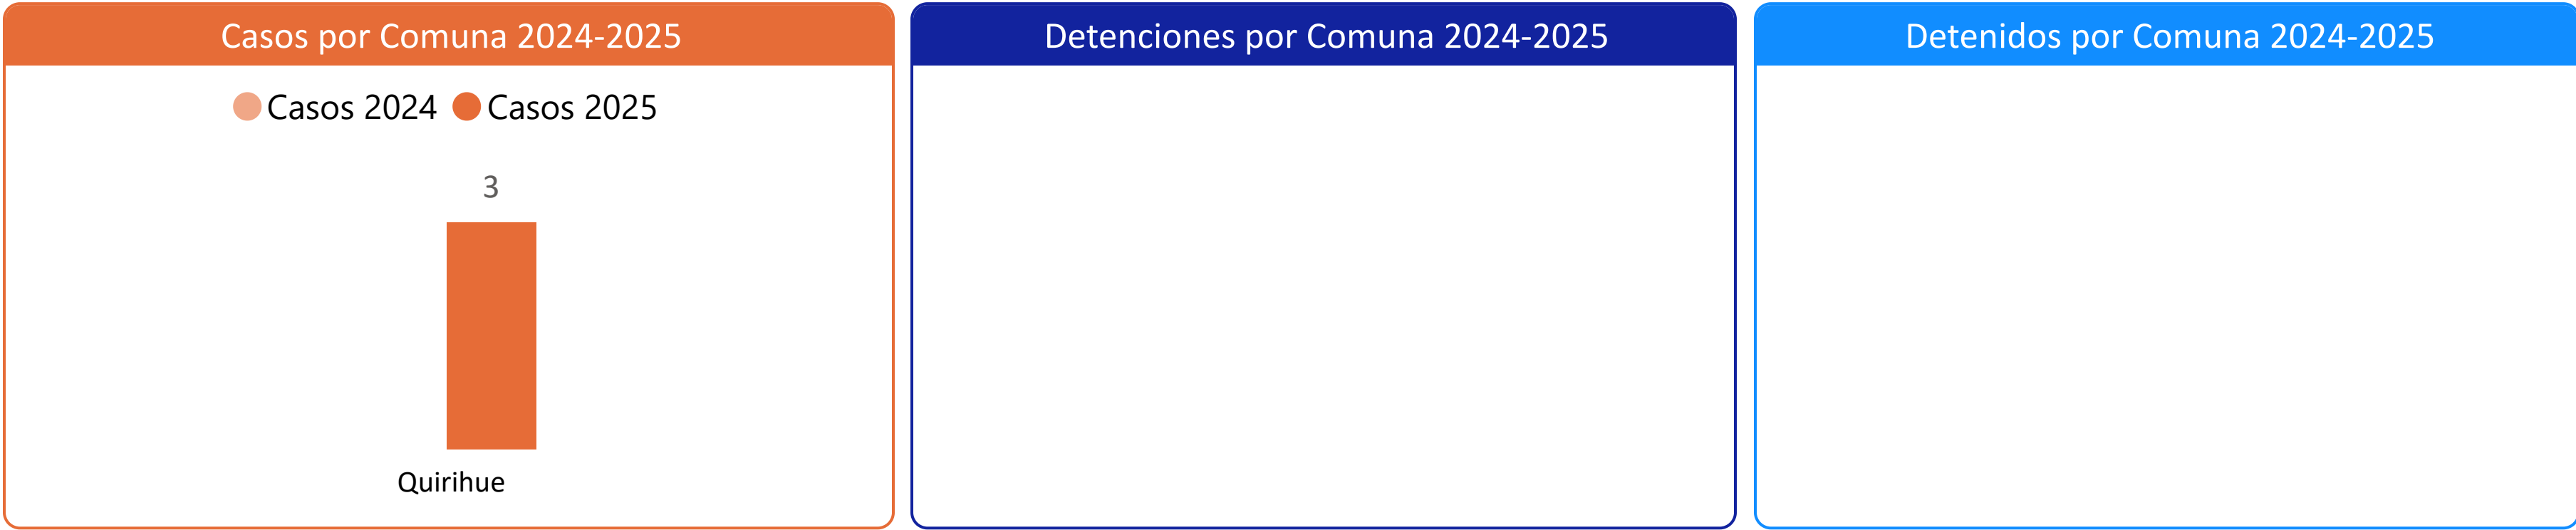 Casos por Comuna 2024-2025
Casos 2024 Casos 2025
3
Quirihue
Detenciones por Comuna 2024-2025
Detenidos por Comuna 2024-2025